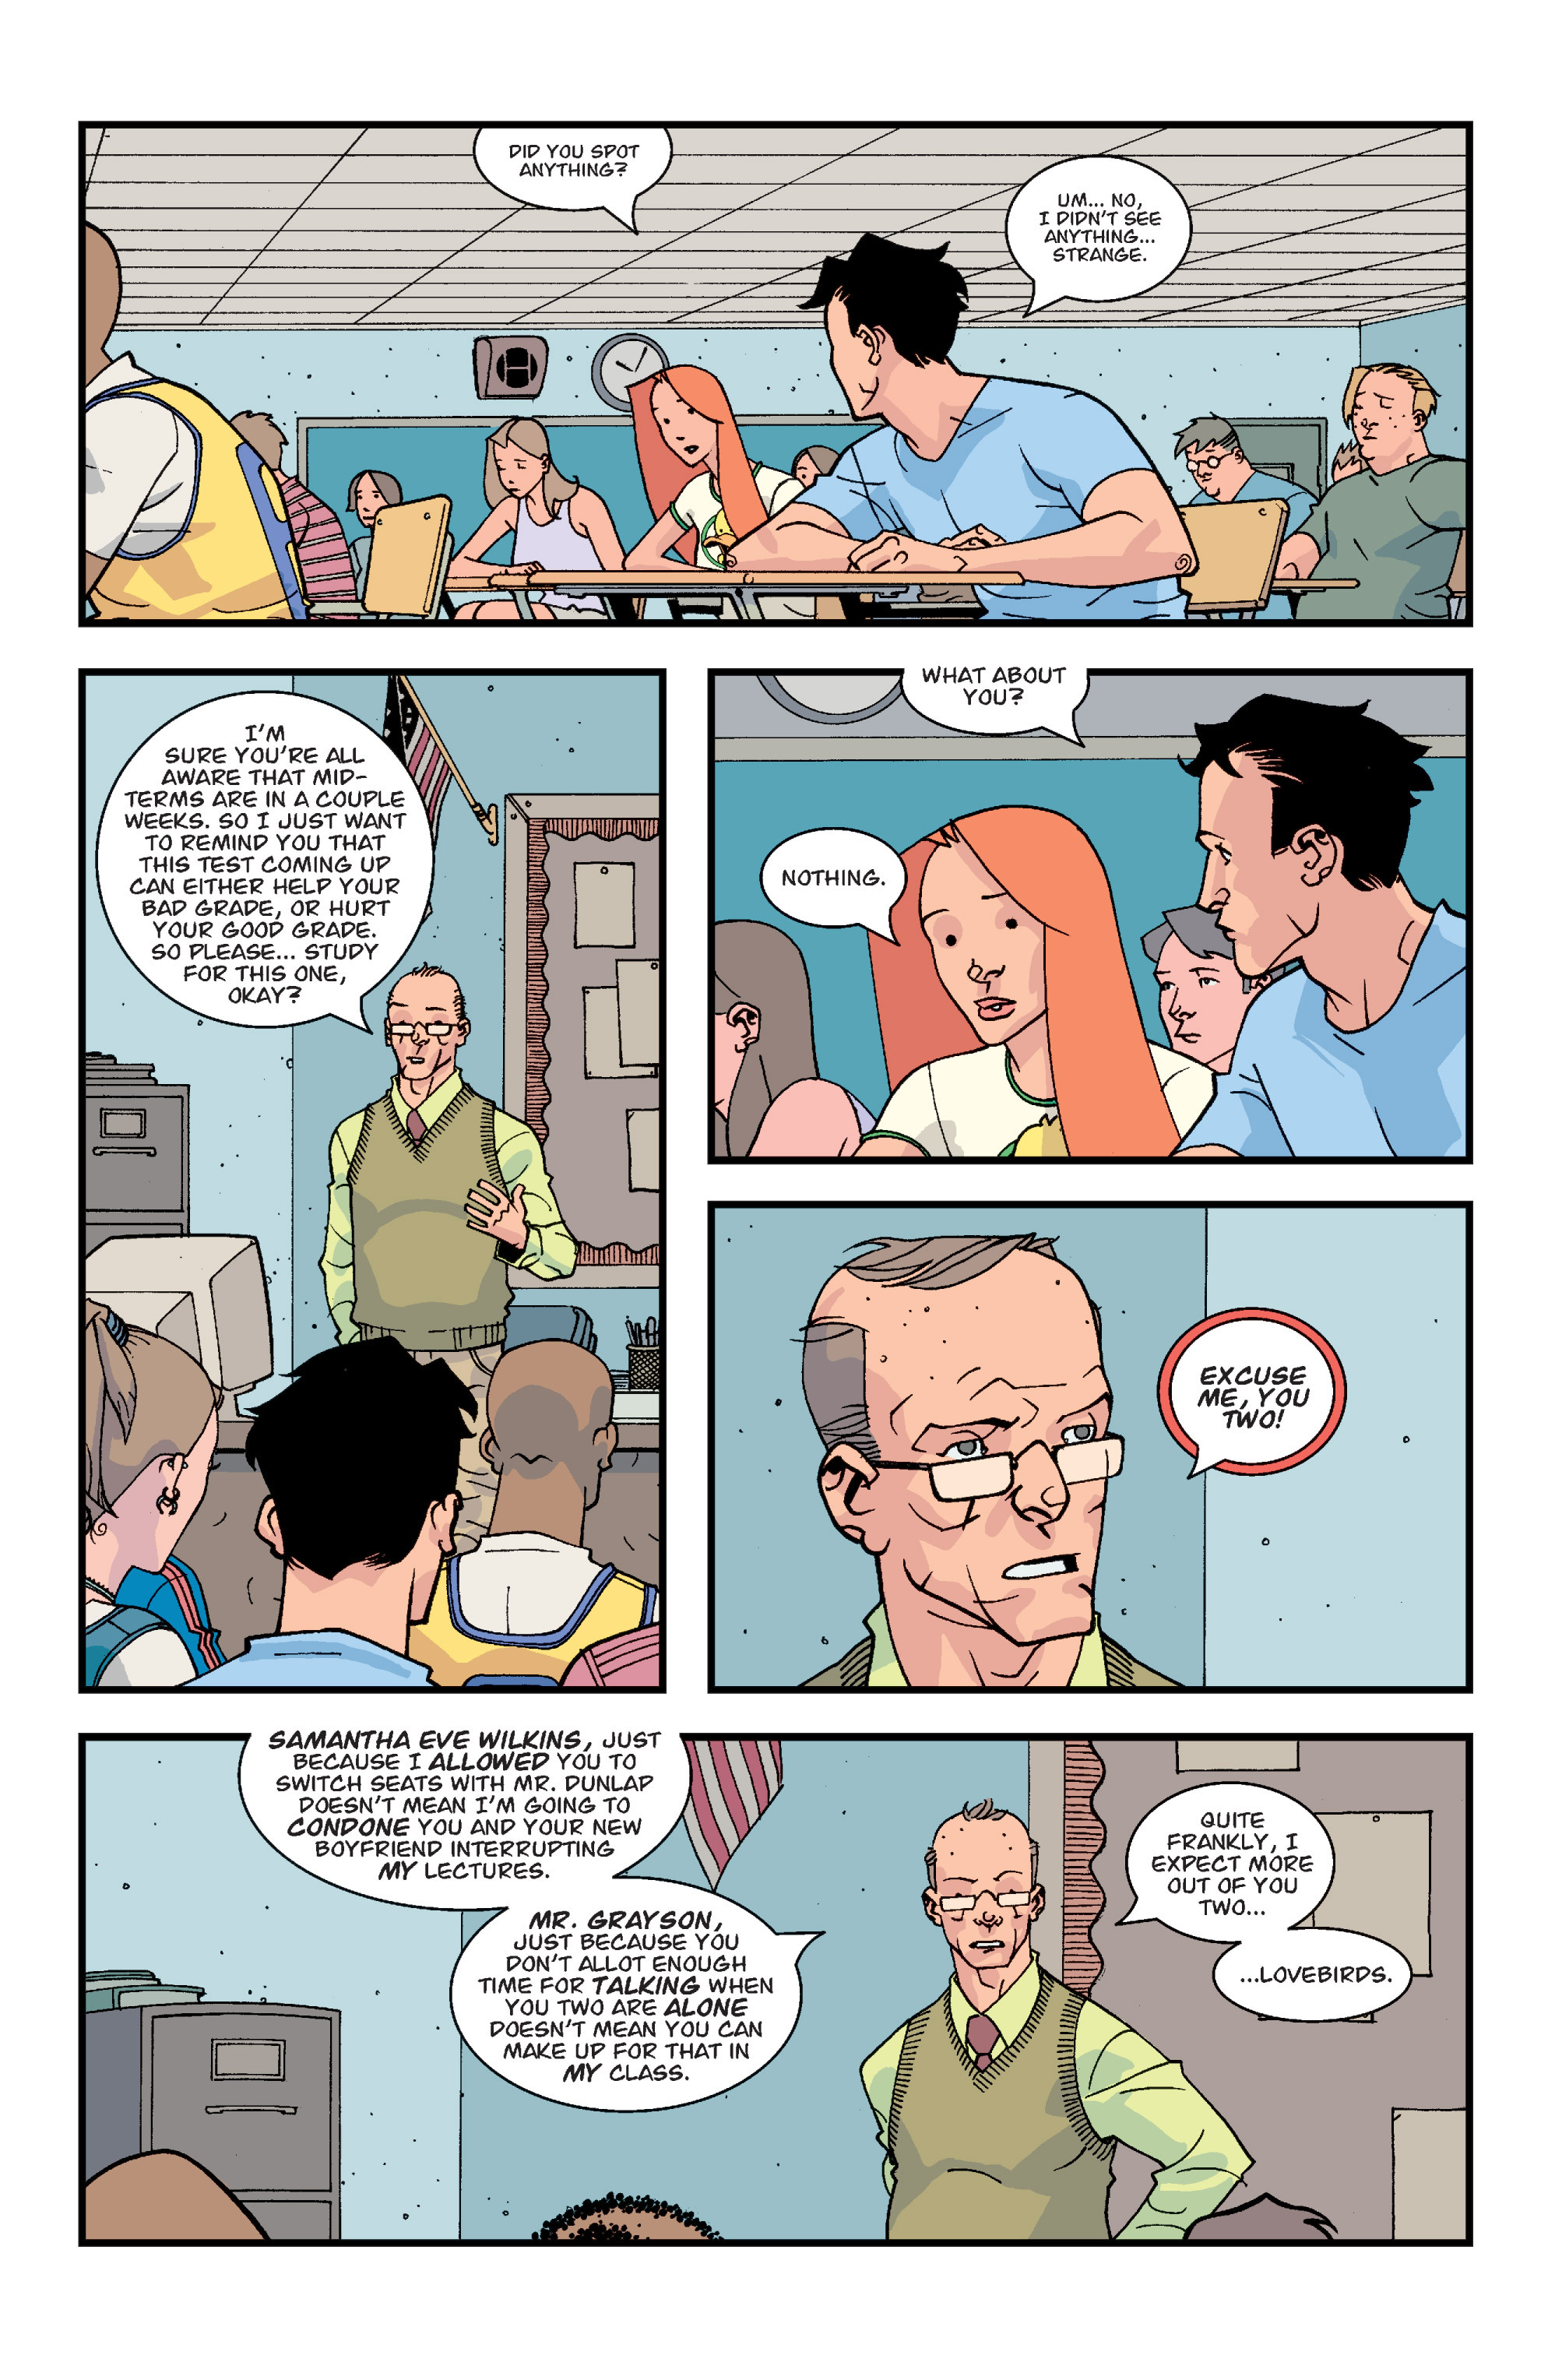 DID YOU SPOT
ANYTHING?
UM... NO,
I DIDN'T SEE
ANYTHING...
STRANGE.
I'M
SURE YOU'RE ALL
AWARE THAT MID-
TERMS ARE IN A COUPLE
WEEKS. SO I JUST WANT
TO REMIND YOU THAT
THIS TEST COMING UP
CAN EITHER HELP YOUR
BAD GRADE, OR HURT
YOUR GOOD GRADE.
SO PLEASE... STUDY
FOR THIS ONE,
OKAY?
WHAT ABOUT
YOU?
NOTHING.
EXCUSE
ME, YOU
TWO!
SAMANTHA EVE WILKINS, JUST
BECAUSE I ALLOWED YOU TO
SWITCH SEATS WITH MR. DUNLAP
DOESN'T MEAN I'M GOING TO
CONDONE YOU AND YOUR NEW
BOYFRIEND INTERRUPTING
MY LECTURES.
MR. GRAYSON,
JUST BECAUSE YOU
DON'T ALLOT ENOUGH
TIME FOR TALKING WHEN
YOU TWO ARE ALONE
DOESN'T MEAN YOU CAN
MAKE UP FOR THAT IN
MY CLASS.
QUITE
FRANKLY, I
EXPECT MORE
OUT OF YOU
TWO...
...LOVEBIRDS.